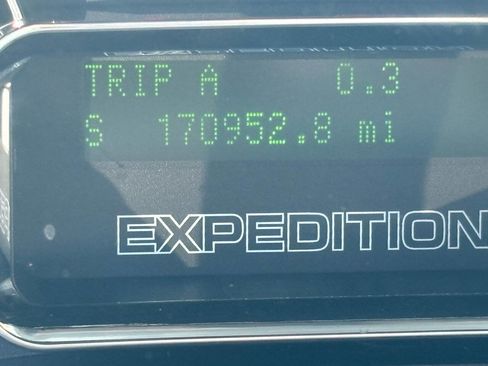 TRIP A 0.3
S 170952.8 mi
EXPEDITION